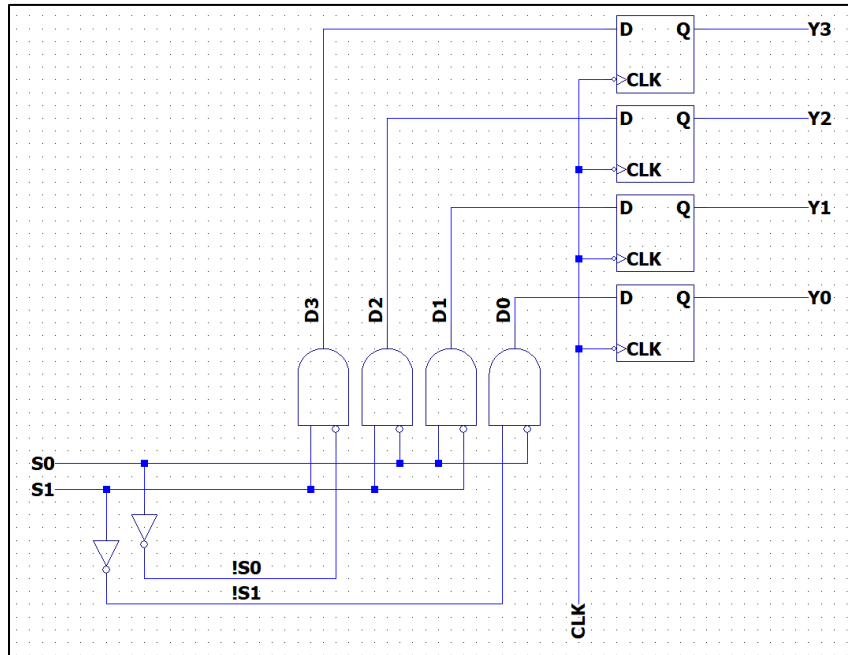 D Q Y3
CLK
D Q Y2
CLK
D Q Y1
CLK
D Q Y0
CLK
D3 D2 D1 D0
S0
S1
!S0
!S1
CLK